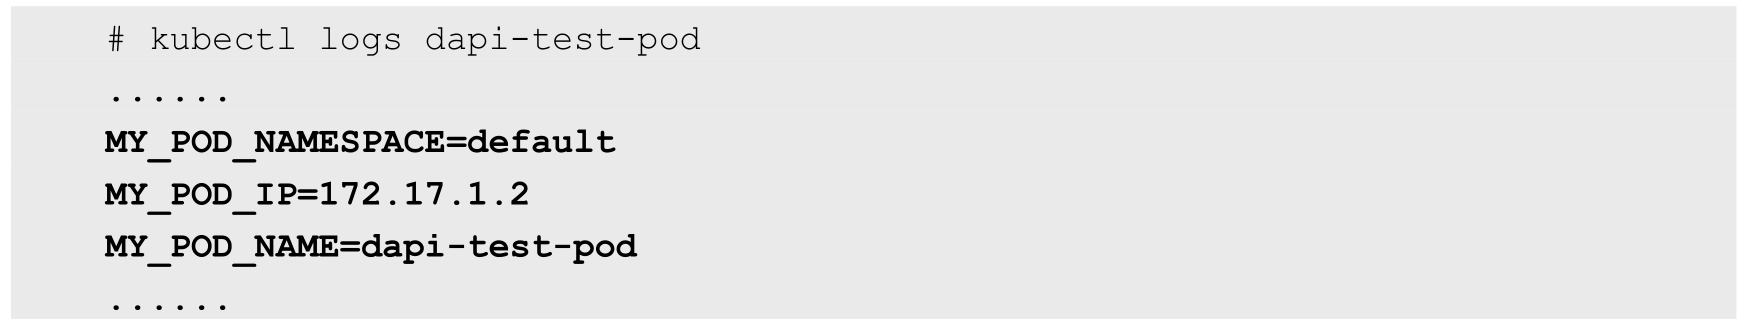 # kubectl logs dapi-test-pod
......
MY_POD_NAMESPACE=default
MY_POD_IP=172.17.1.2
MY_POD_NAME=dapi-test-pod
......